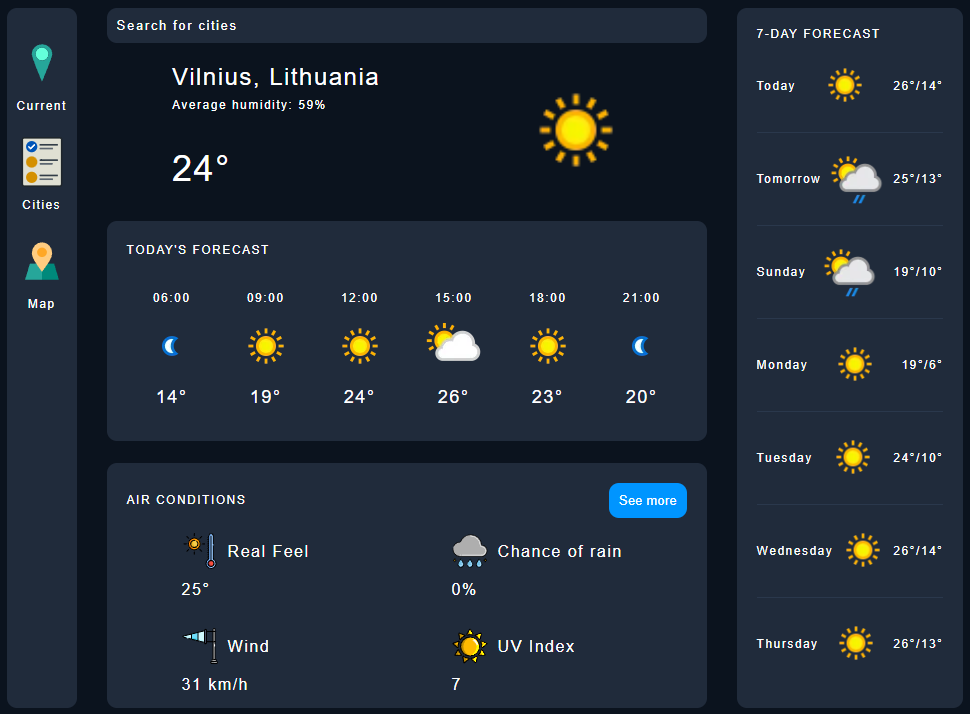 Current
Cities
Map
Search for cities
Vilnius, Lithuania
Average humidity: 59%
24°
TODAY'S FORECAST
06:00 09:00 12:00 15:00 18:00 21:00
14° 19° 24° 26° 23° 20°
AIR CONDITIONS
See more
Real Feel
25°
Chance of rain
0%
Wind
31 km/h
UV Index
7
7-DAY FORECAST
Today 26°/14°
Tomorrow 25°/13°
Sunday 19°/10°
Monday 19°/6°
Tuesday 24°/10°
Wednesday 26°/14°
Thursday 26°/13°